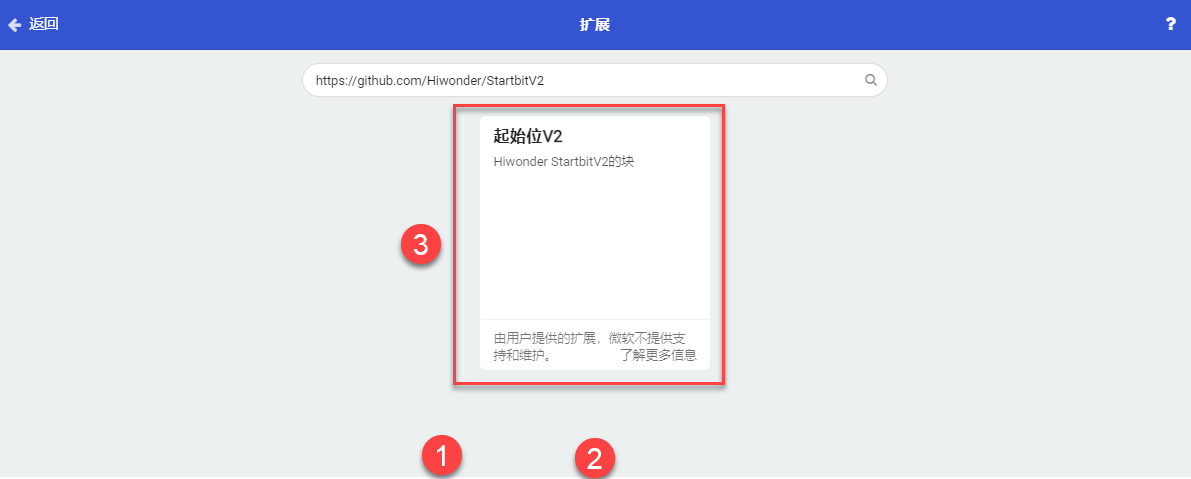 返回
扩展
?
https://github.com/Hiwonder/StartbitV2
起始位V2
Hiwonder StartbitV2的块
3
由用户提供的扩展，微软不提供支
持和维护。 了解更多信息
1
2